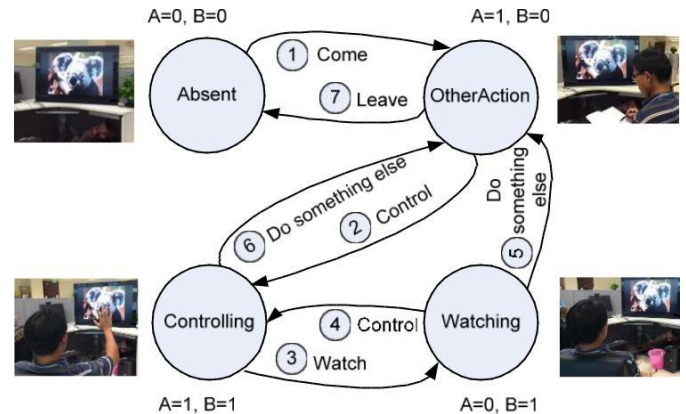 A=0, B=0
A=1, B=0
1 Come
Absent
7 Leave
OtherAction
6 Do something else
2 Control
Do
something
else
5
Controlling
4 Control
3 Watch
Watching
A=1, B=1
A=0, B=1